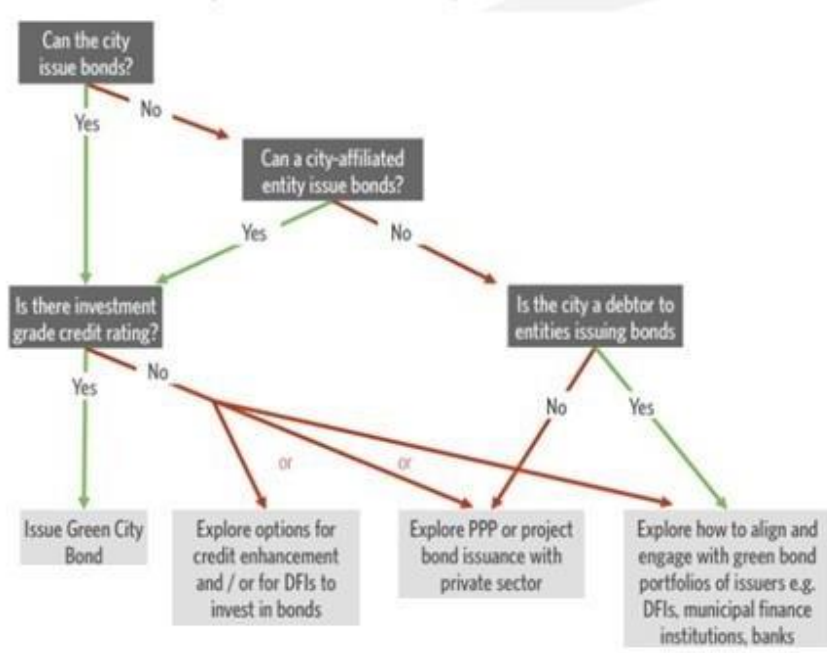 Can the city
issue bonds?
Yes
No
Can a city-affiliated
entity issue bonds?
Yes
No
Is there investment
grade credit rating?
Is the city a debtor to
entities issuing bonds
Yes
No
No
Yes
or
or
Issue Green City
Bond
Explore options for
credit enhancement
and / or for DFIs to
invest in bonds
Explore PPP or project
bond issuance with
private sector
Explore how to align and
engage with green bond
portfolios of issuers e.g.
DFIs, municipal finance
institutions, banks